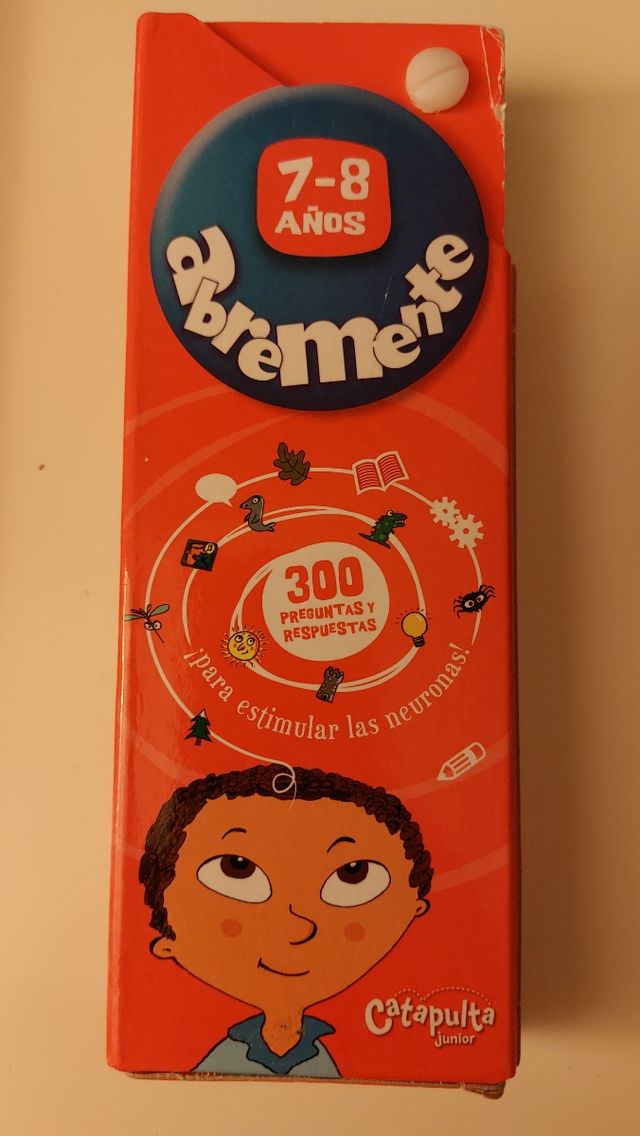 7-8
AÑOS
abremente
300
PREGUNTAS Y
RESPUESTAS
¡para estimular las neuronas!
Catapulta
junior